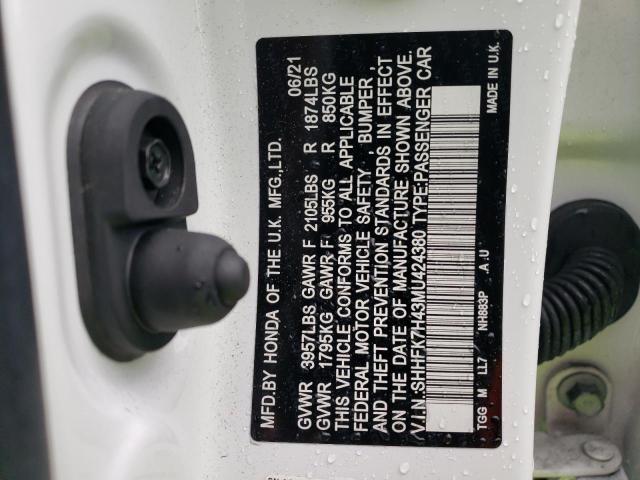 MFD.BY HONDA OF THE U.K. MFG.,LTD. 06/21
GVWR 3957LBS GAWR F 2105LBS R 1874LBS
GVWR 1795KG GAWR F 955KG R 850KG
THIS VEHICLE CONFORMS TO ALL APPLICABLE
FEDERAL MOTOR VEHICLE SAFETY , BUMPER ,
AND THEFT PREVENTION STANDARDS IN EFFECT
ON THE DATE OF MANUFACTURE SHOWN ABOVE.
V.I.N.:SHHFK7H43MU424380 TYPE:PASSENGER CAR
TGG M LL7 NH883P A U MADE IN U.K.